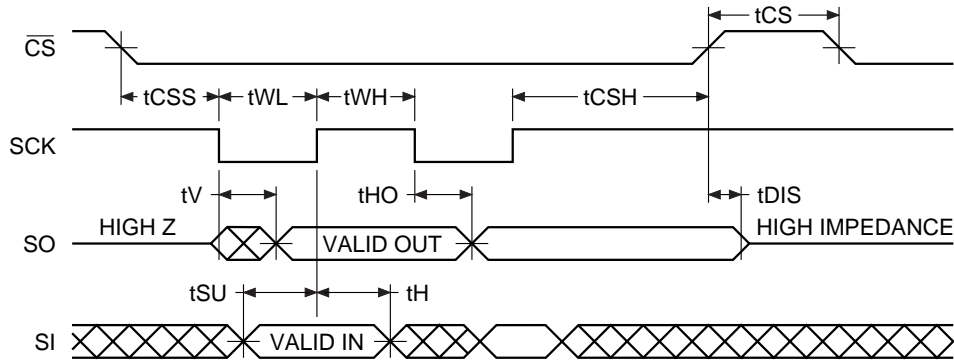 tCS
C̅S̅
tCSS tWL tWH tCSH
SCK
tV tHO tDIS
HIGH Z VALID OUT HIGH IMPEDANCE
SO
tSU tH
SI VALID IN